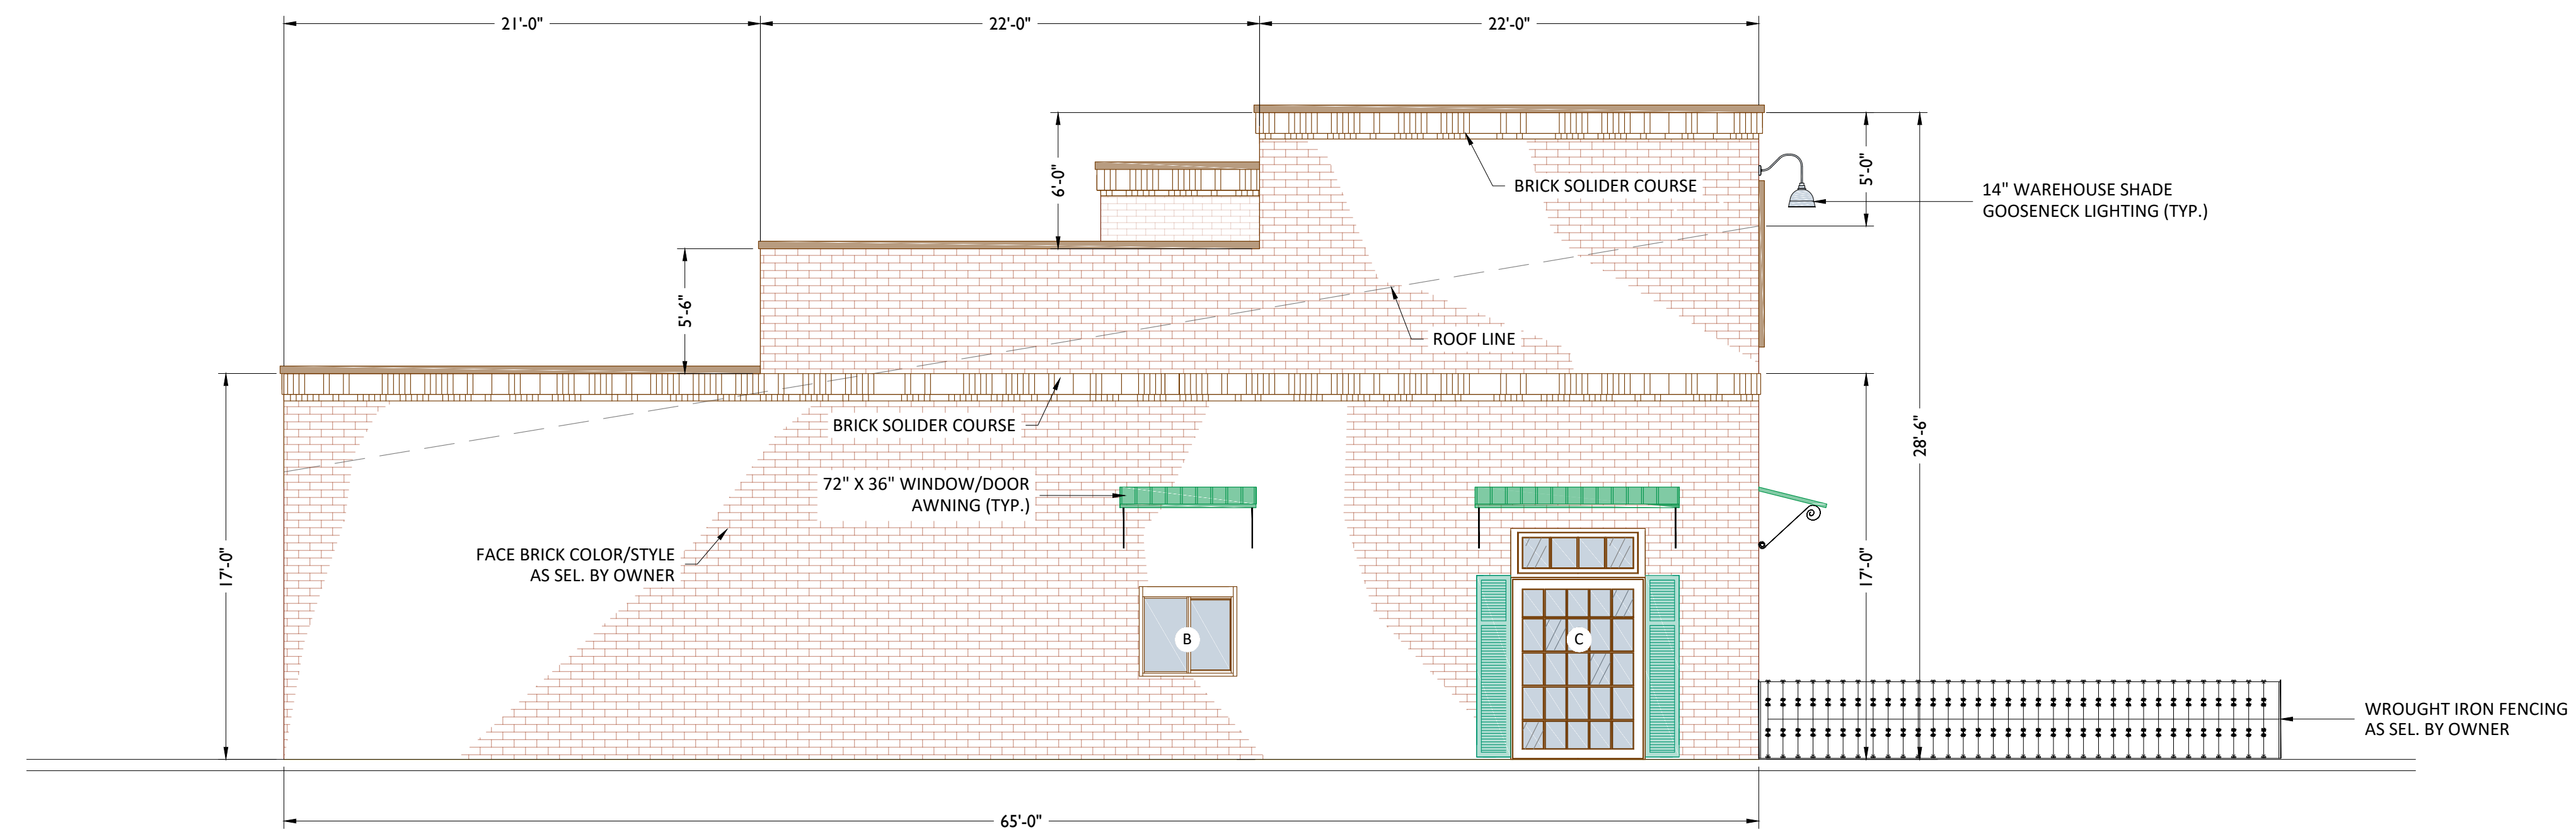 21'-0"
22'-0"
22'-0"
6'-0"
5'-0"
BRICK SOLIDER COURSE
14" WAREHOUSE SHADE
GOOSENECK LIGHTING (TYP.)
5'-6"
ROOF LINE
BRICK SOLIDER COURSE
28'-6"
72" X 36" WINDOW/DOOR
AWNING (TYP.)
17'-0"
FACE BRICK COLOR/STYLE
AS SEL. BY OWNER
17'-0"
B
C
WROUGHT IRON FENCING
AS SEL. BY OWNER
65'-0"